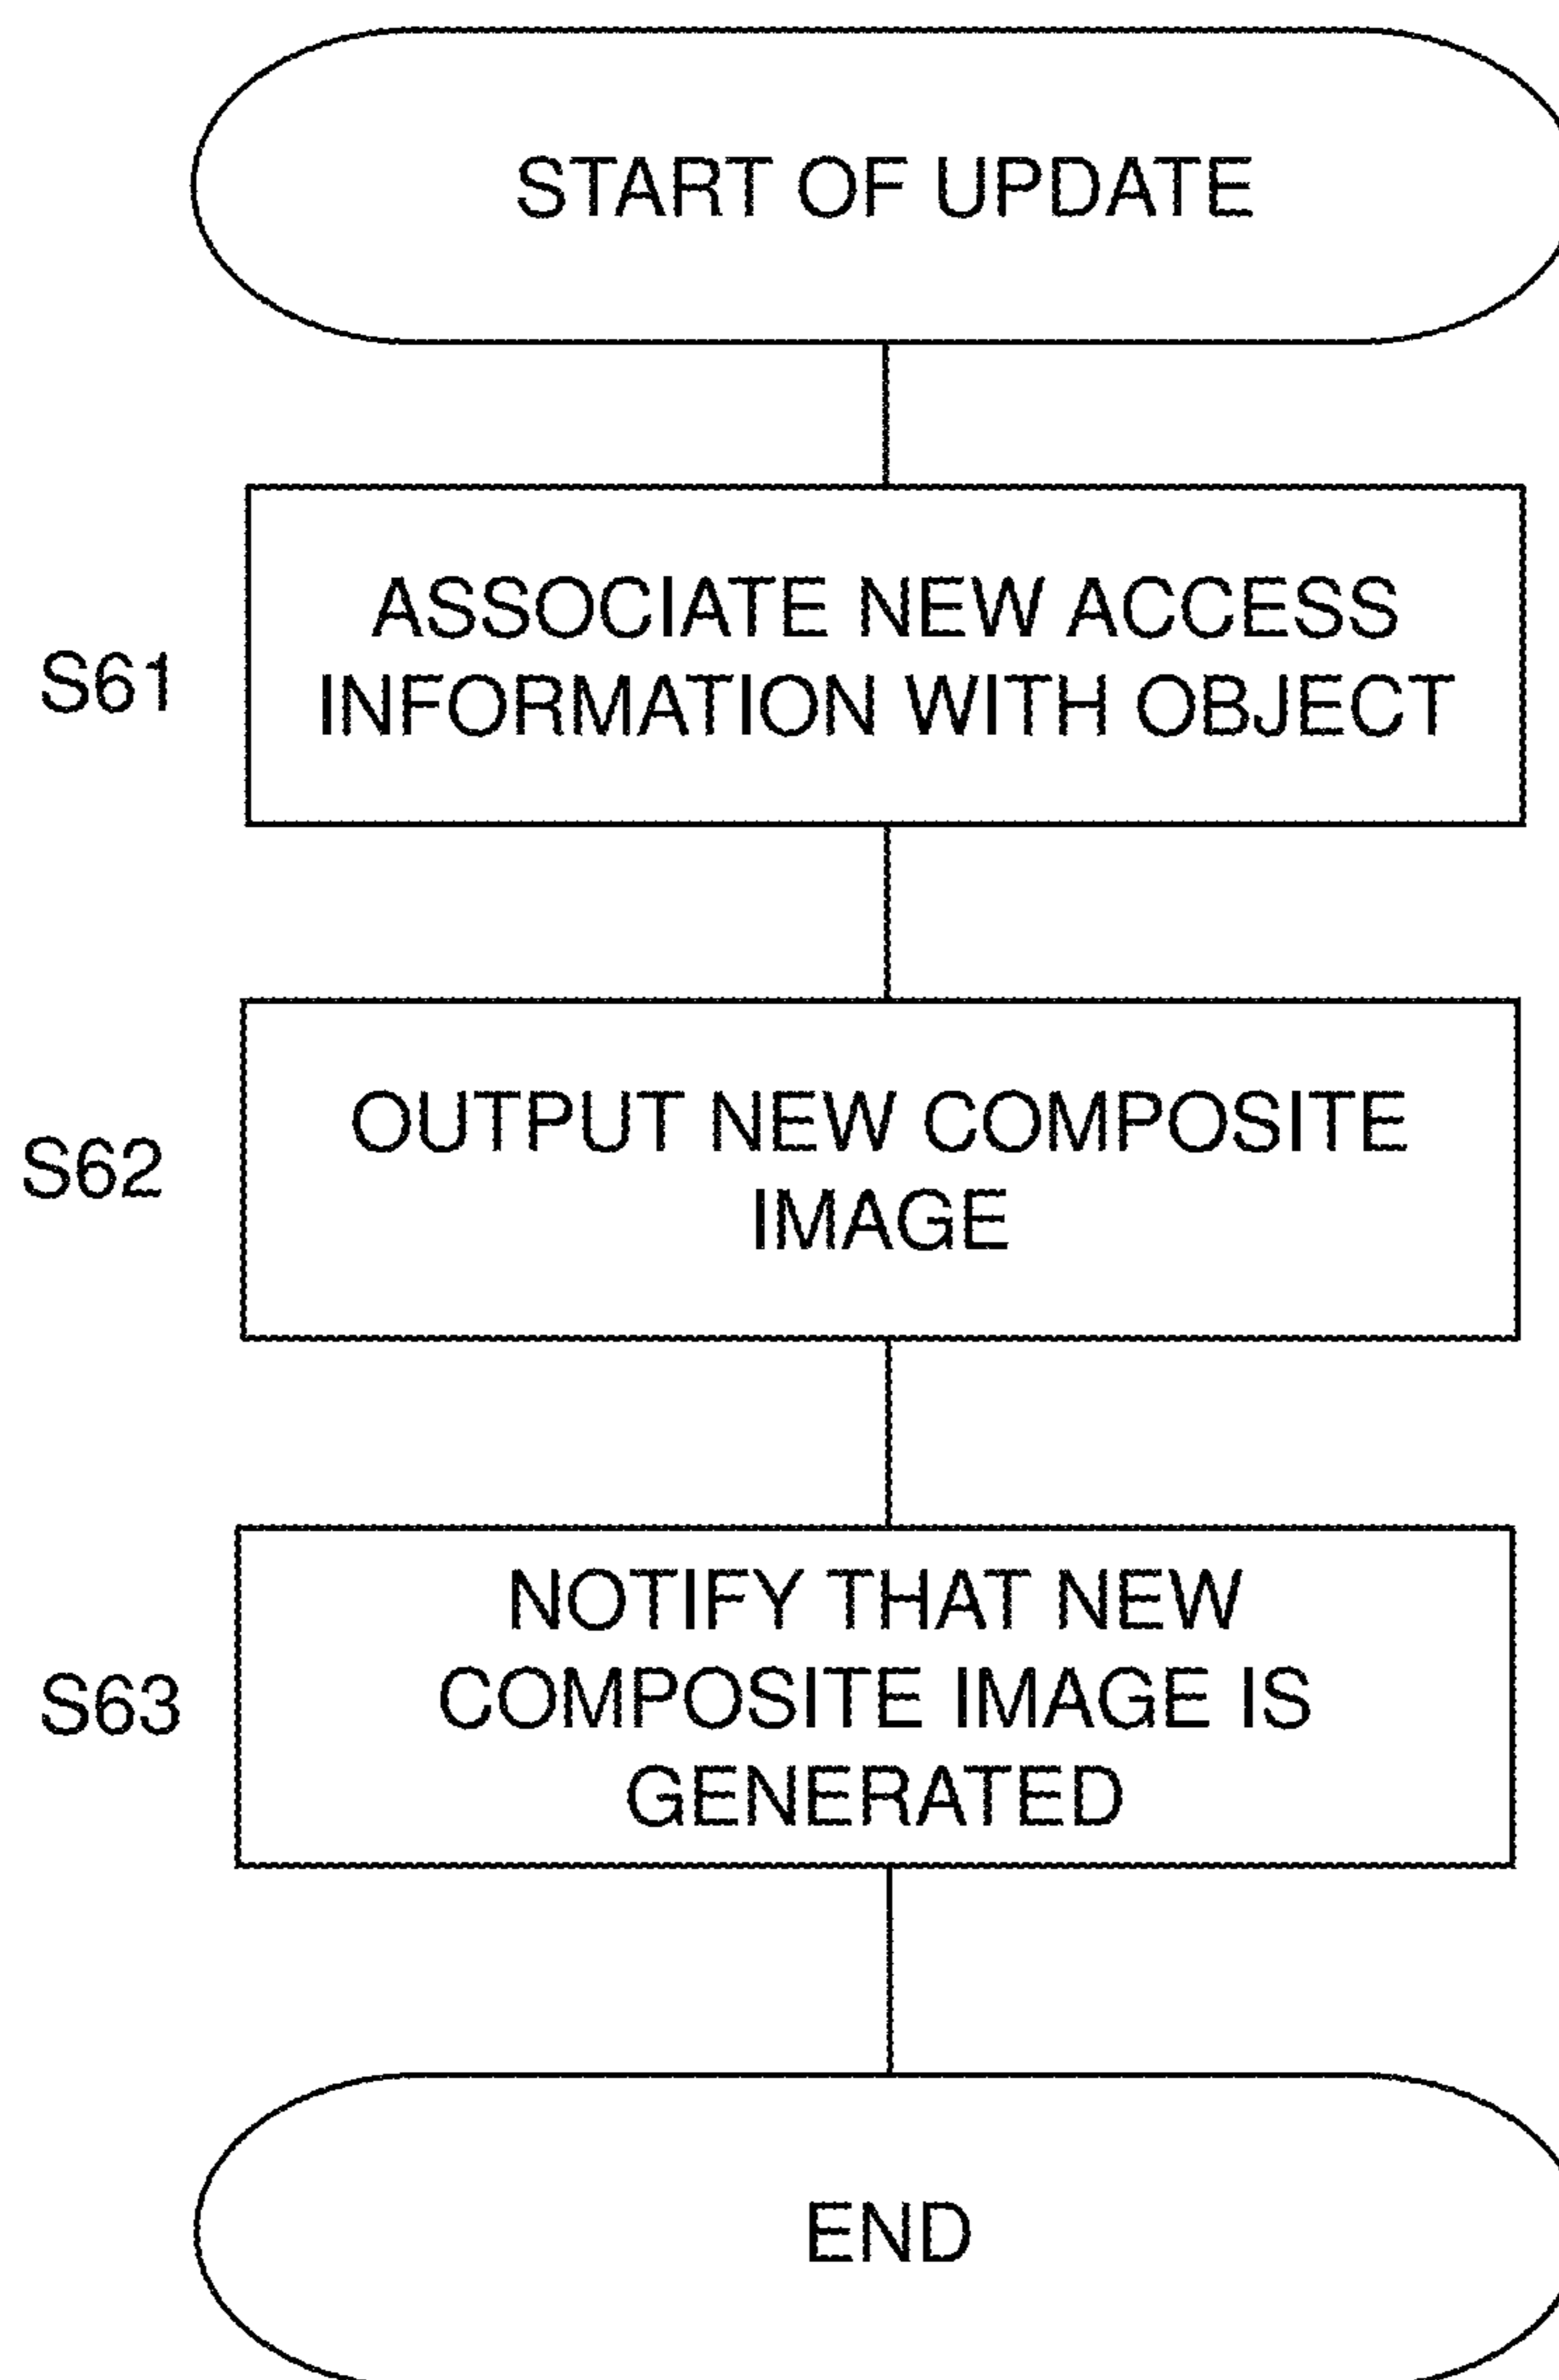 START OF UPDATE
S61
ASSOCIATE NEW ACCESS
INFORMATION WITH OBJECT
S62
OUTPUT NEW COMPOSITE
IMAGE
S63
NOTIFY THAT NEW
COMPOSITE IMAGE IS
GENERATED
END